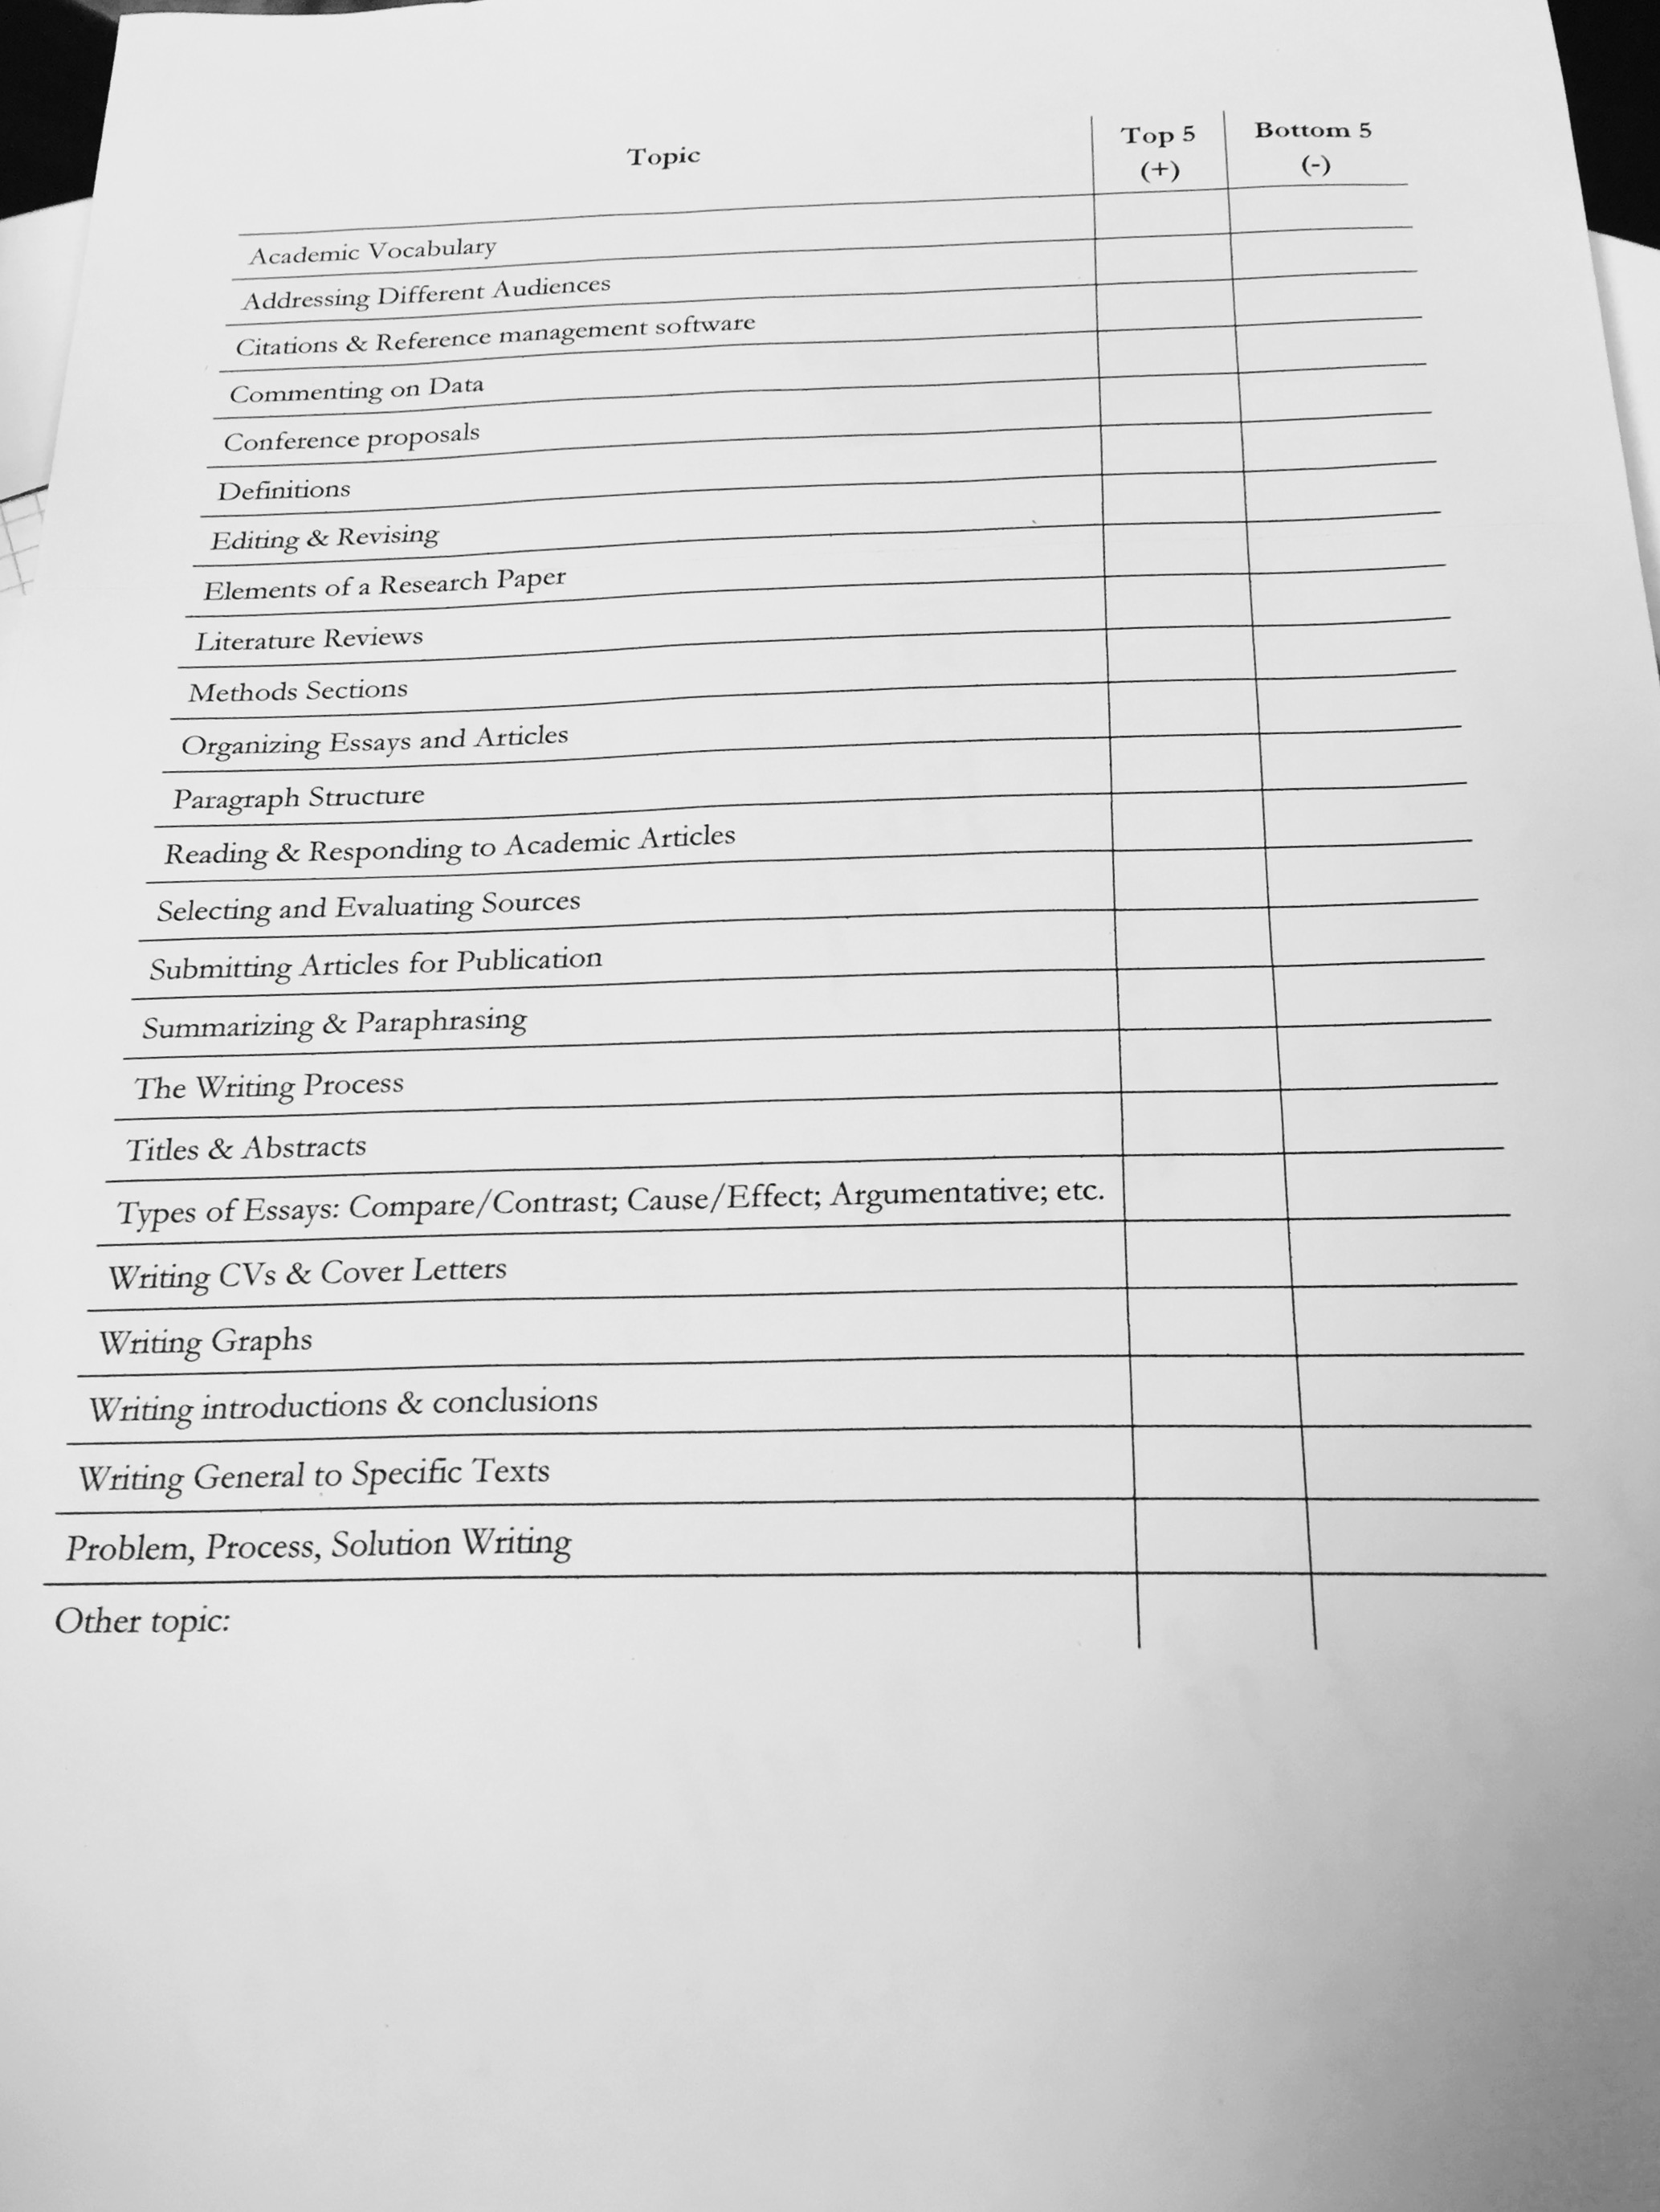 Topic Top 5 Bottom 5
(+) (-)
Academic Vocabulary
Addressing Different Audiences
Citations & Reference management software
Commenting on Data
Conference proposals
Definitions
Editing & Revising
Elements of a Research Paper
Literature Reviews
Methods Sections
Organizing Essays and Articles
Paragraph Structure
Reading & Responding to Academic Articles
Selecting and Evaluating Sources
Submitting Articles for Publication
Summarizing & Paraphrasing
The Writing Process
Titles & Abstracts
Types of Essays: Compare/Contrast; Cause/Effect; Argumentative; etc.
Writing CVs & Cover Letters
Writing Graphs
Writing introductions & conclusions
Writing General to Specific Texts
Problem, Process, Solution Writing
Other topic: